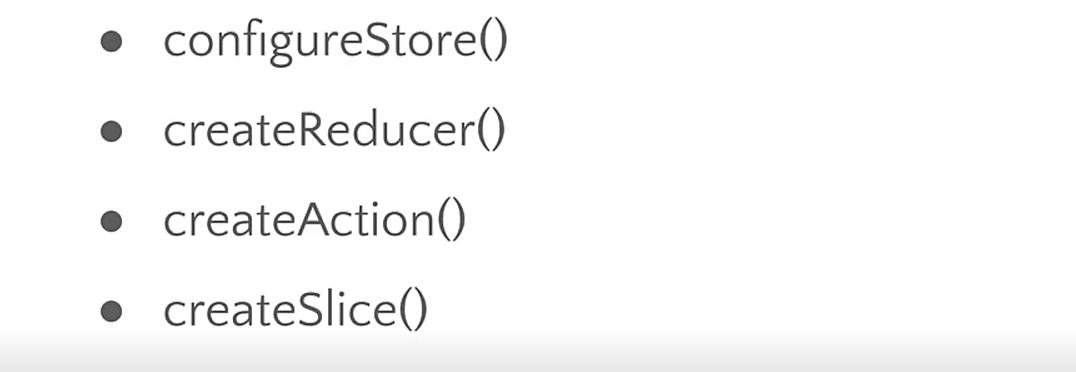 ● configureStore()
● createReducer()
● createAction()
● createSlice()